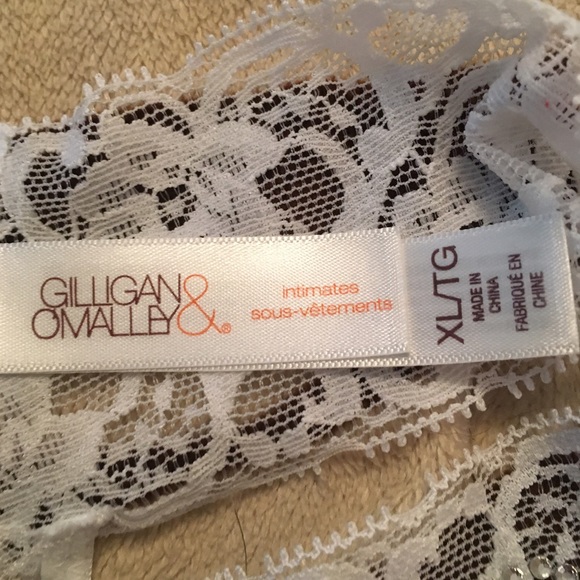 GILLIGAN &
O'MALLEY®
intimates
sous-vêtements
XL/TG
MADE IN
CHINA
FABRIQUÉ EN
CHINE